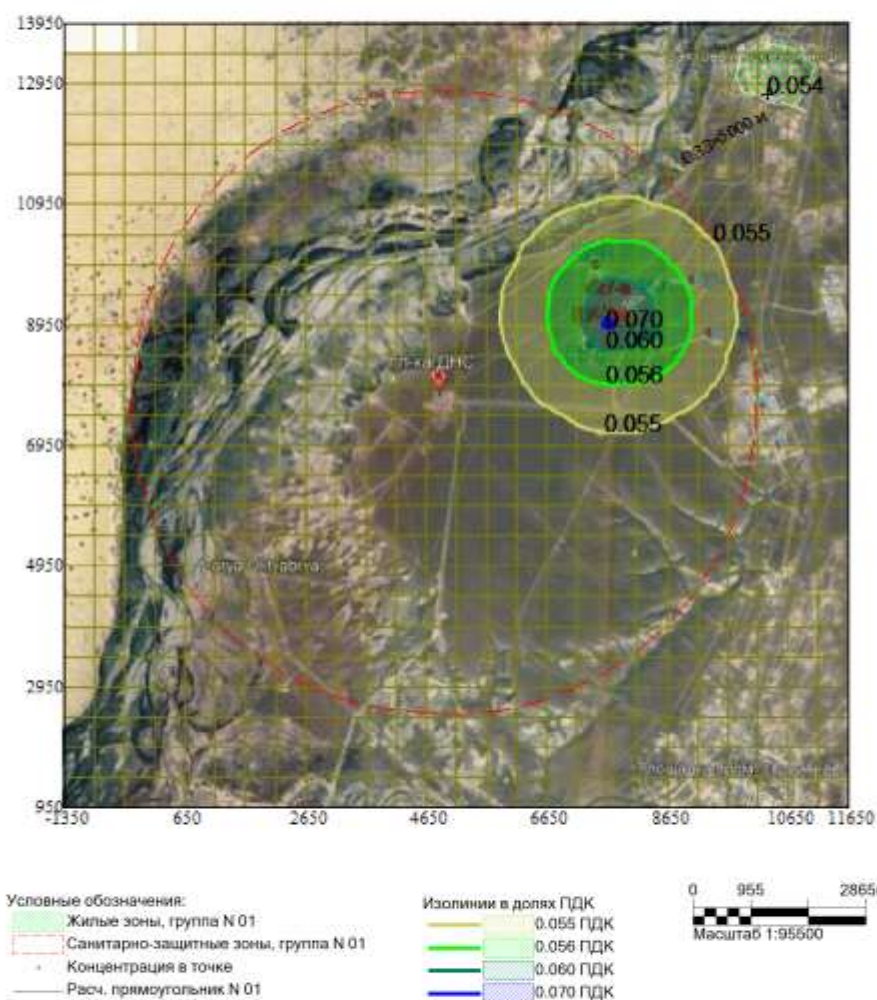 13950
12950
0.054
С33-5000 м
10950
0.055
8950
0.070
0.060
0.056
0.055
ДНС
6950
4950
2950
950
-1350 650 2650 4650 6650 8650 10650 11650
Условные обозначения:
Жилые зоны, группа N 01
Санитарно-защитные зоны, группа N 01
Концентрация в точке
Расч. прямоугольник N 01
Изолинии в долях ПДК
0.055 ПДК
0.056 ПДК
0.060 ПДК
0.070 ПДК
0 955 2865
Масштаб 1:95500